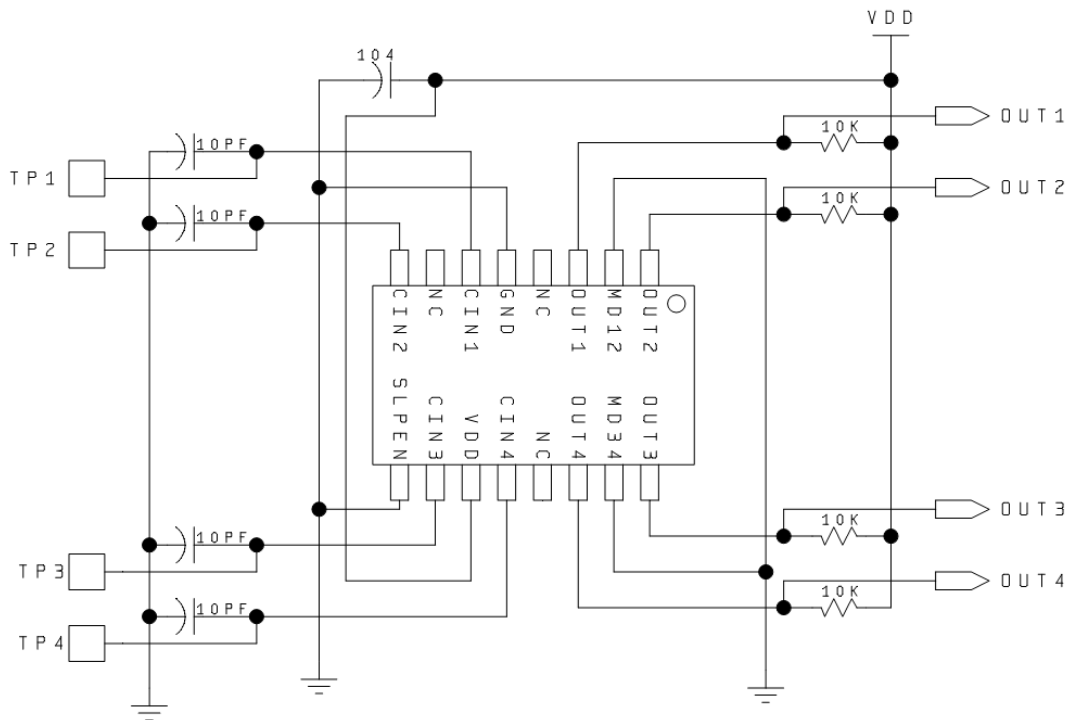 VDD
104
OUT1
10K
10PF
TP1
OUT2
10K
10PF
TP2
CIN2
NC
CIN1
GND
NC
OUT1
MD12
OUT2
SLPEN
CIN3
VDD
CIN4
NC
OUT4
MD34
OUT3
OUT3
10K
10PF
TP3
OUT4
10K
10PF
TP4